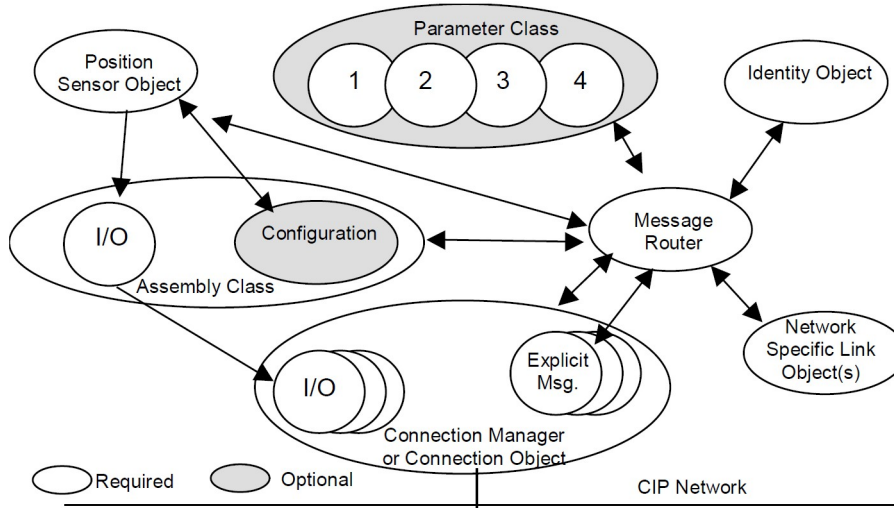 Parameter Class
1 2 3 4
Position
Sensor Object
Identity Object
I/O
Configuration
Assembly Class
Message
Router
Network
Specific Link
Object(s)
I/O
Explicit
Msg.
Connection Manager
or Connection Object
Required
Optional
CIP Network